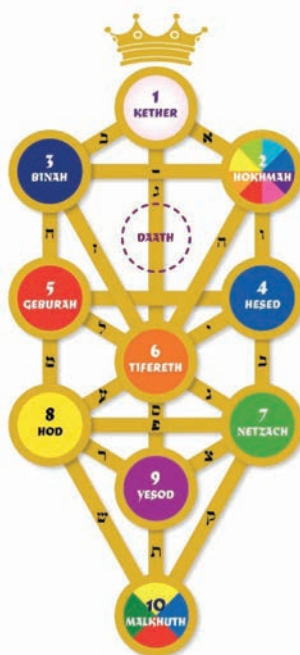 1
KETHER
ב
א
3
BINAH
2
HOKHMAH
ג
DAATH
ח
ז
ה
ו
5
GEBURAH
4
HESED
ל
י
6
TIFERETH
מ
ע
נ
ס
פ
8
HOD
7
NETZACH
ר
צ
9
YESOD
ש
ק
ת
10
MALKHUTH